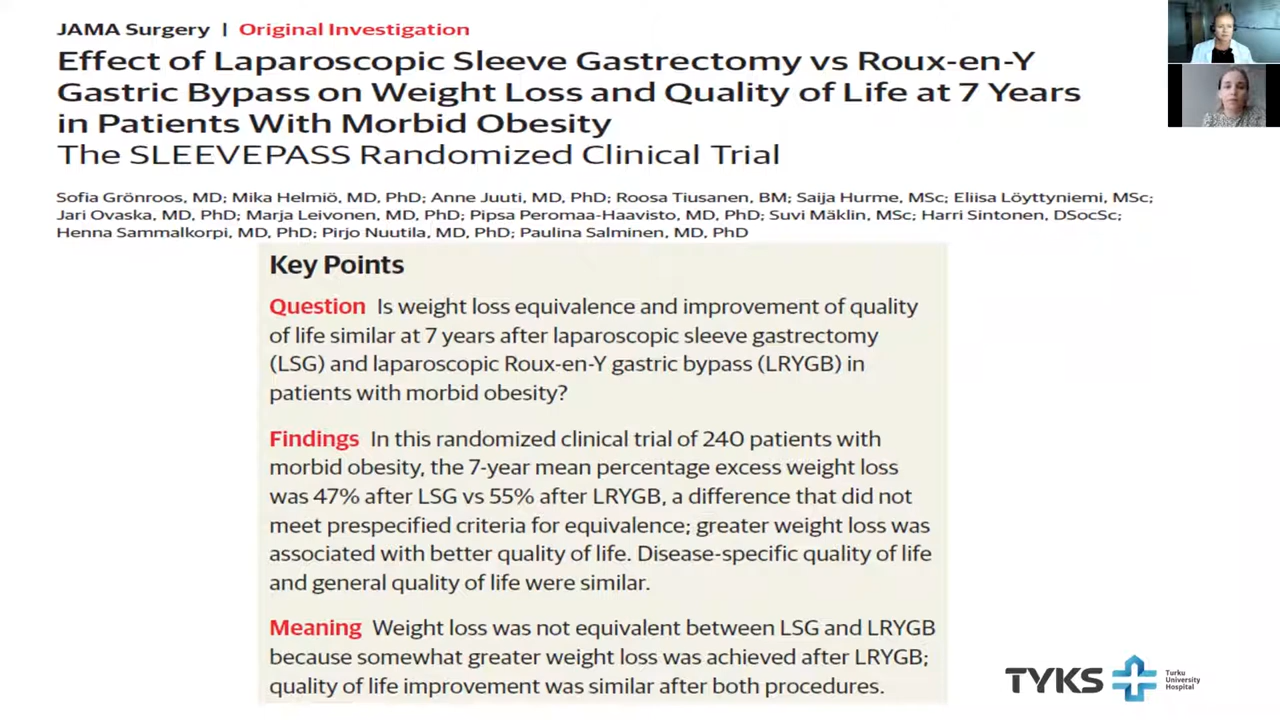 JAMA Surgery | Original Investigation
Effect of Laparoscopic Sleeve Gastrectomy vs Roux-en-Y
Gastric Bypass on Weight Loss and Quality of Life at 7 Years
in Patients With Morbid Obesity
The SLEEVEPASS Randomized Clinical Trial
Sofia Grönroos, MD; Mika Helmiö, MD, PhD; Anne Juuti, MD, PhD; Roosa Tiusanen, BM; Saija Hurme, MSc; Eliisa Löyttyniemi, MSc;
Jari Ovaska, MD, PhD; Marja Leivonen, MD, PhD; Pipsa Peromaa-Haavisto, MD, PhD; Suvi Mäklin, MSc; Harri Sintonen, DSocSc;
Henna Sammalkorpi, MD, PhD; Pirjo Nuutila, MD, PhD; Paulina Salminen, MD, PhD
Key Points
Question Is weight loss equivalence and improvement of quality
of life similar at 7 years after laparoscopic sleeve gastrectomy
(LSG) and laparoscopic Roux-en-Y gastric bypass (LRYGB) in
patients with morbid obesity?
Findings In this randomized clinical trial of 240 patients with
morbid obesity, the 7-year mean percentage excess weight loss
was 47% after LSG vs 55% after LRYGB, a difference that did not
meet prespecified criteria for equivalence; greater weight loss was
associated with better quality of life. Disease-specific quality of life
and general quality of life were similar.
Meaning Weight loss was not equivalent between LSG and LRYGB
because somewhat greater weight loss was achieved after LRYGB;
quality of life improvement was similar after both procedures.
TYKS
Turku
University
Hospital